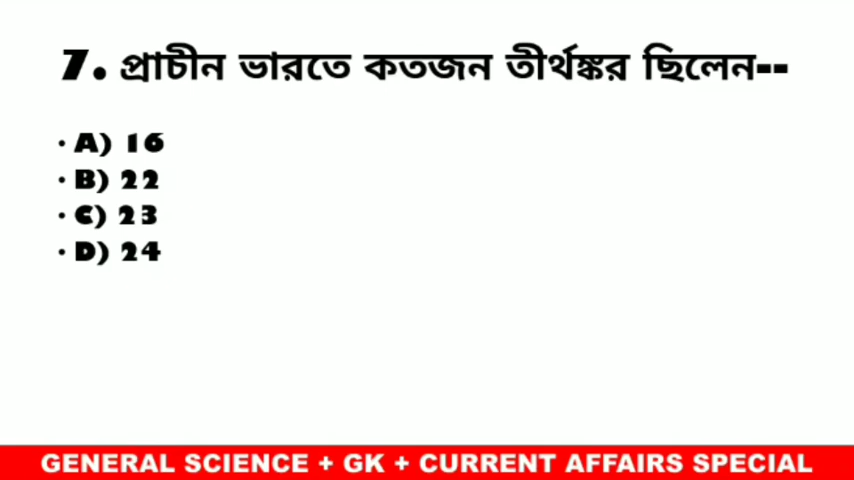 7. প্রাচীন ভারতে কতজন তীর্থঙ্কর ছিলেন--
• A) 16
• B) 22
• C) 23
• D) 24
GENERAL SCIENCE + GK + CURRENT AFFAIRS SPECIAL